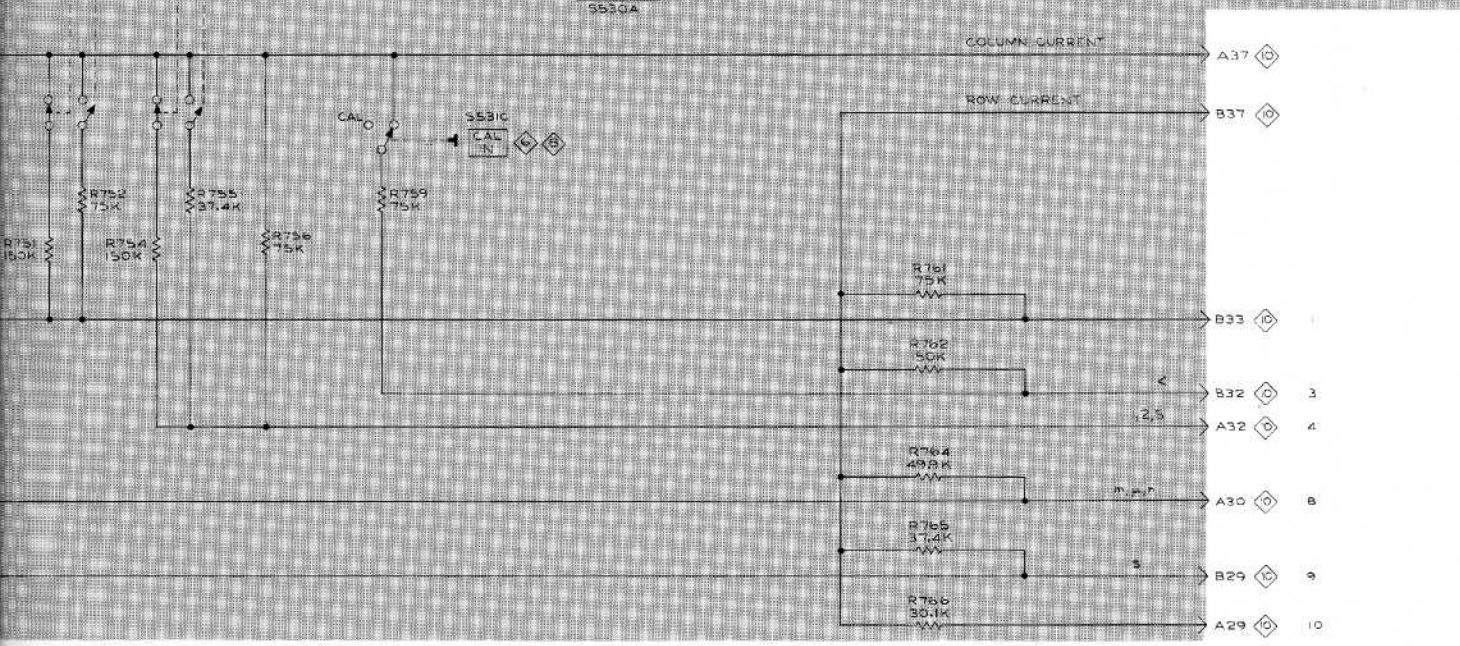 S530A
COLUMN CURRENT
A37 10
ROW CURRENT
B37 10
CAL
S531C
CAL
IN
6 8
R752
75K
R755
37.4K
R759
75K
R751
150K
R754
150K
R756
75K
R761
75K
B33 10 1
R762
50K
<
B32 10 3
,2,5
A32 10 4
R764
49.9K
m,μ,n
A30 10 8
R765
37.4K
S
B29 10 9
R766
30.1K
A29 10 10